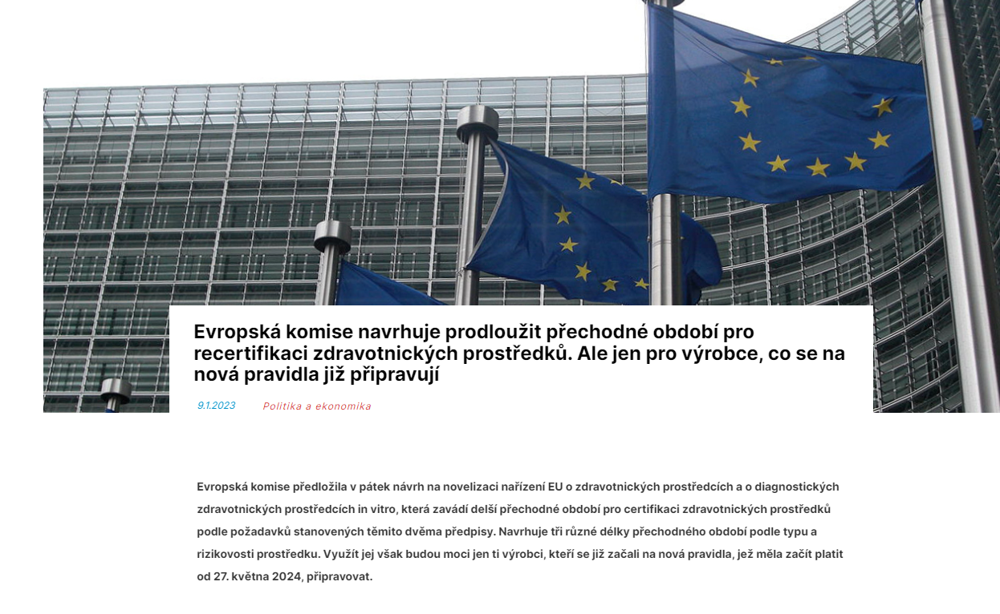 Evropská komise navrhuje prodloužit přechodné období pro
recertifikaci zdravotnických prostředků. Ale jen pro výrobce, co se na
nová pravidla již připravují
9.1.2023 Politika a ekonomika
Evropská komise předložila v pátek návrh na novelizaci nařízení EU o zdravotnických prostředcích a o diagnostických
zdravotnických prostředcích in vitro, která zavádí delší přechodné období pro certifikaci zdravotnických prostředků
podle požadavků stanovených těmito dvěma předpisy. Navrhuje tři různé délky přechodného období podle typu a
rizikovosti prostředku. Využít jej však budou moci jen ti výrobci, kteří se již začali na nová pravidla, jež měla začít platit
od 27. května 2024, připravovat.